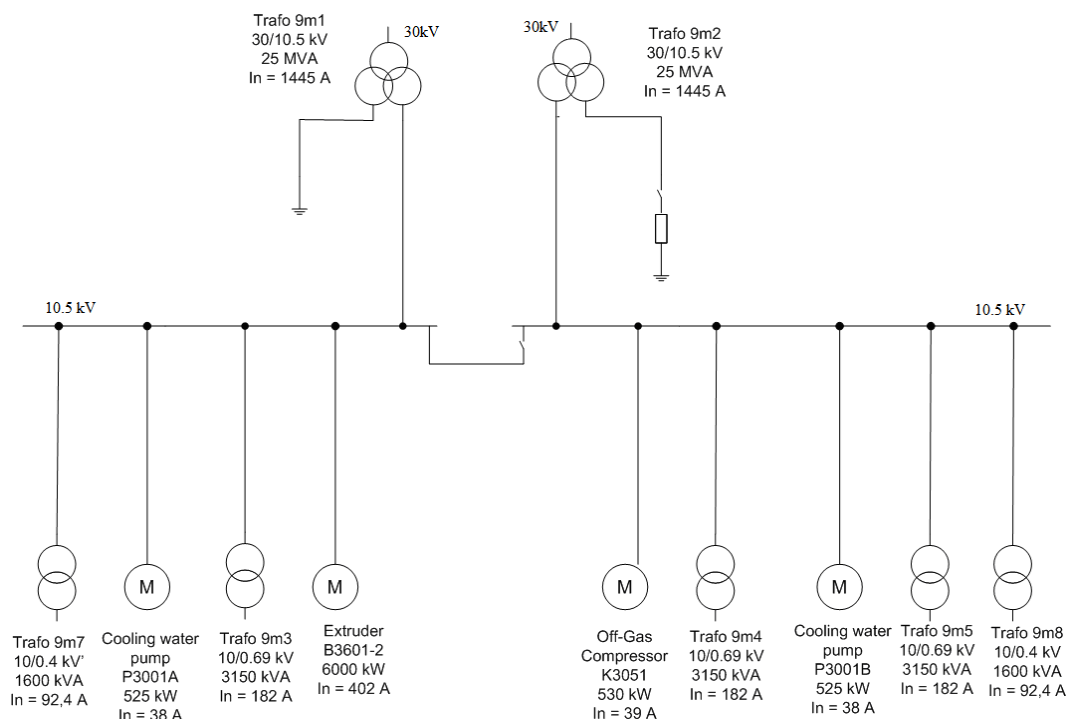 Trafo 9m1
30/10.5 kV
25 MVA
In = 1445 A
30kV
30kV
Trafo 9m2
30/10.5 kV
25 MVA
In = 1445 A
10.5 kV
10.5 kV
M
M
M
M
Trafo 9m7
10/0.4 kV'
1600 kVA
In = 92,4 A
Cooling water
pump
P3001A
525 kW
In = 38 A
Trafo 9m3
10/0.69 kV
3150 kVA
In = 182 A
Extruder
B3601-2
6000 kW
In = 402 A
Off-Gas
Compressor
K3051
530 kW
In = 39 A
Trafo 9m4
10/0.69 kV
3150 kVA
In = 182 A
Cooling water
pump
P3001B
525 kW
In = 38 A
Trafo 9m5
10/0.69 kV
3150 kVA
In = 182 A
Trafo 9m8
10/0.4 kV
1600 kVA
In = 92,4 A